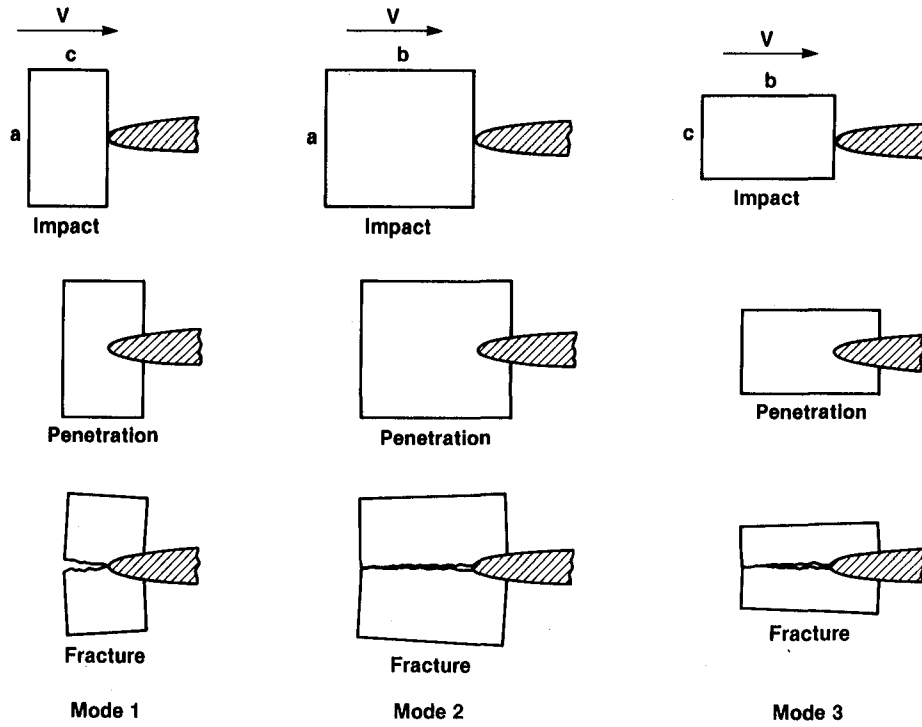 V
c
a
Impact
Penetration
Fracture
Mode 1
V
b
a
Impact
Penetration
Fracture
Mode 2
V
b
c
Impact
Penetration
Fracture
Mode 3